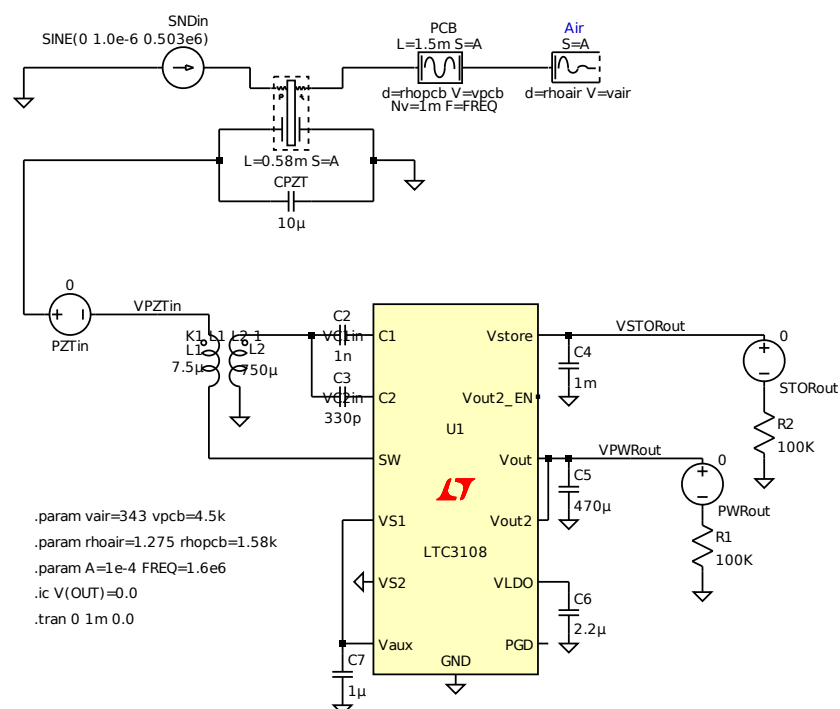 SNDin
SINE(0 1.0e-6 0.503e6)
PCB
L=1.5m S=A
d=rhopcb V=vpcb
Nv=1m F=FREQ
Air
S=A
d=rhoair V=vair
L=0.58m S=A
CPZT
10µ
0
PZTin
VPZTin
K1 L1 L2 1
L1
7.5µ
L2
750µ
C2
VC1in
1n
C3
VC2in
330p
C1
C2
SW
VS1
VS2
Vaux
Vstore
Vout2_EN
U1
Vout
Vout2
LTC3108
VLDO
PGD
GND
VSTORout
C4
1m
0
STORout
R2
100K
VPWRout
C5
470µ
0
PWRout
R1
100K
C6
2.2µ
C7
1µ
.param vair=343 vpcb=4.5k
.param rhoair=1.275 rhopcb=1.58k
.param A=1e-4 FREQ=1.6e6
.ic V(OUT)=0.0
.tran 0 1m 0.0